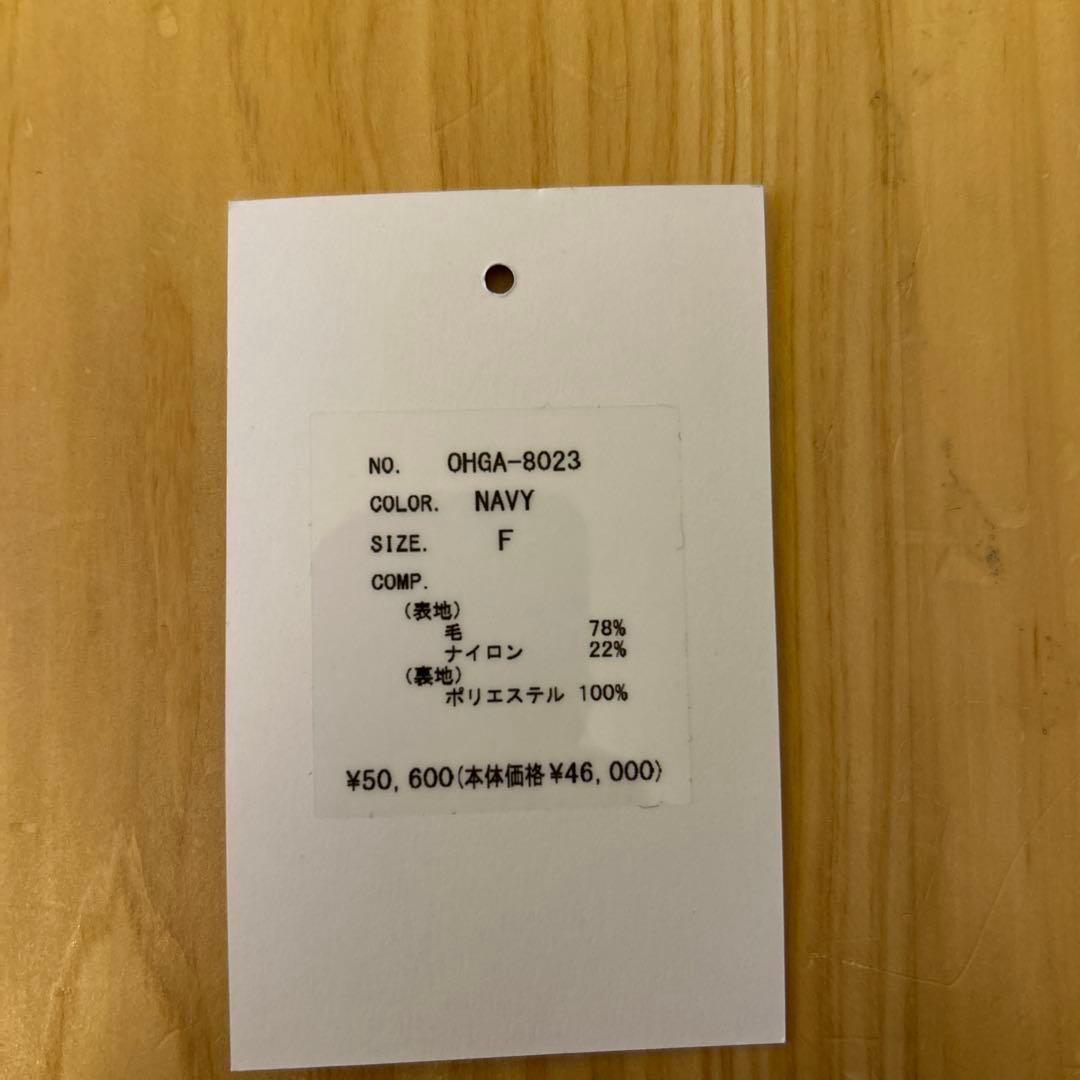 NO. OHGA-8023
COLOR. NAVY
SIZE. F
COMP.
(表地)
毛 78%
ナイロン 22%
(裏地)
ポリエステル 100%
¥50,600(本体価格¥46,000)